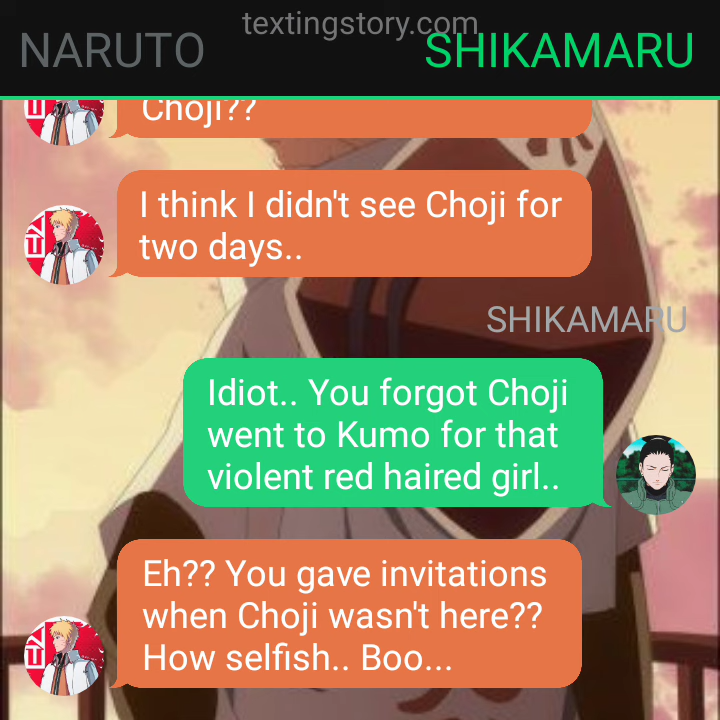 textingstory.com
NARUTO
SHIKAMARU
Choji??
I think I didn't see Choji for
two days..
SHIKAMARU
Idiot.. You forgot Choji
went to Kumo for that
violent red haired girl..
Eh?? You gave invitations
when Choji wasn't here??
How selfish.. Boo...